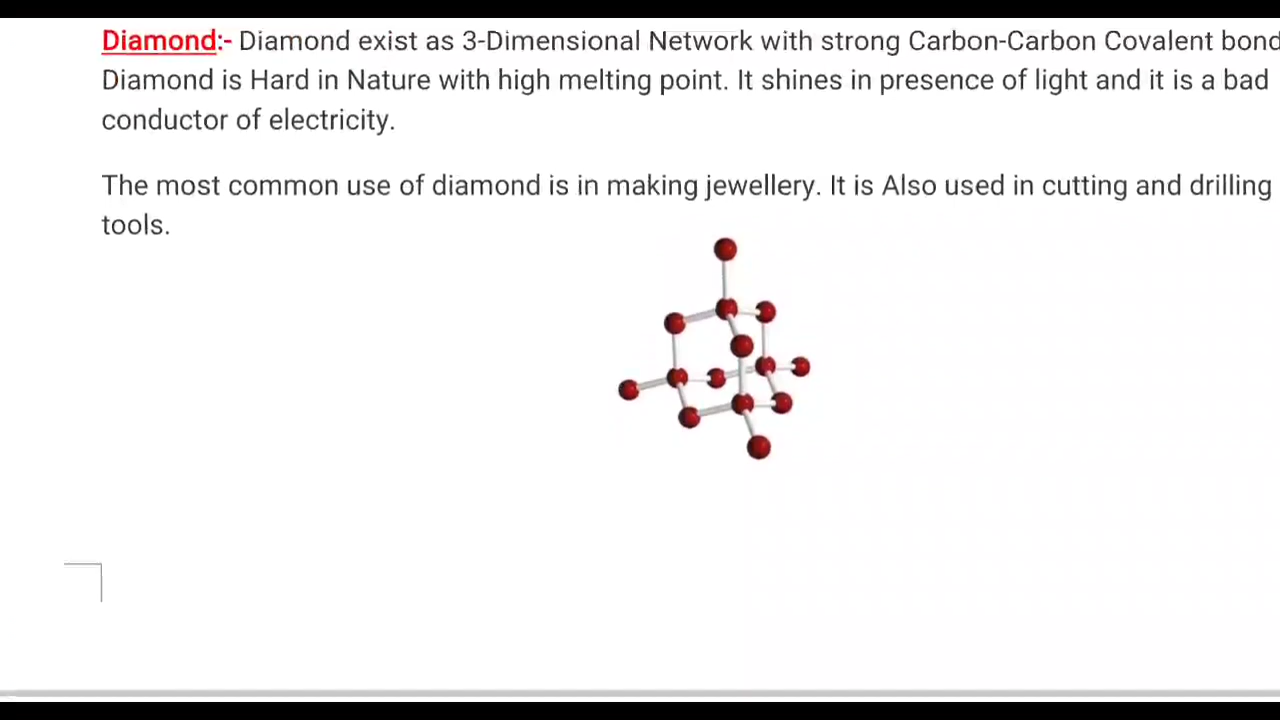 Diamond:- Diamond exist as 3-Dimensional Network with strong Carbon-Carbon Covalent bond
Diamond is Hard in Nature with high melting point. It shines in presence of light and it is a bad
conductor of electricity.
The most common use of diamond is in making jewellery. It is Also used in cutting and drilling
tools.